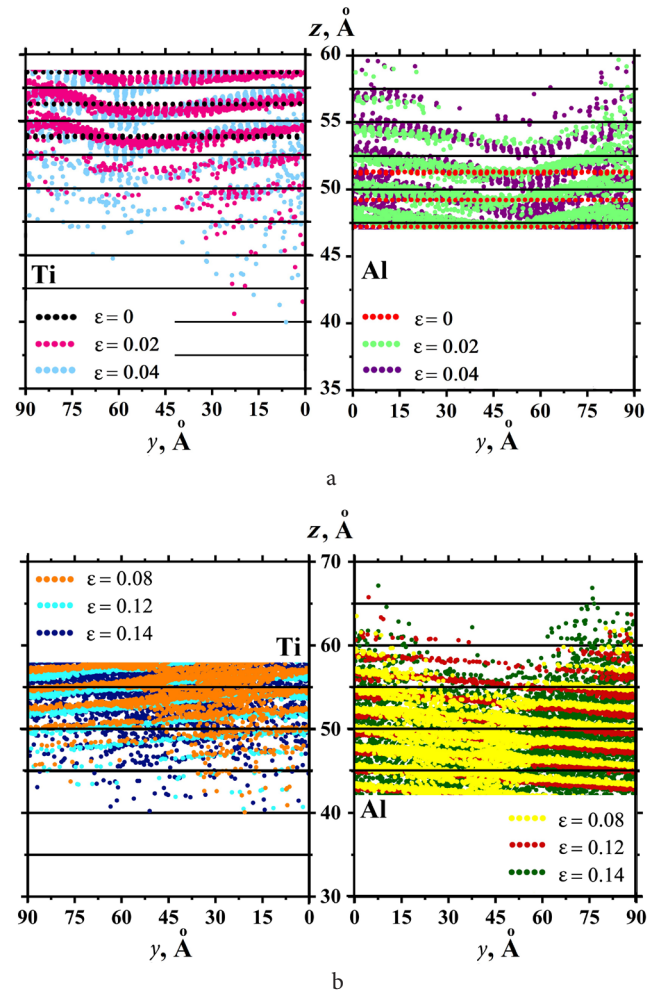 z, Å
60
55
50
45
40
35
Ti
ε = 0
ε = 0.02
ε = 0.04
90 75 60 45 30 15 0
y, Å
Al
ε = 0
ε = 0.02
ε = 0.04
0 15 30 45 60 75 90
y, Å
a
z, Å
70
60
50
40
30
ε = 0.08
ε = 0.12
ε = 0.14
Ti
90 75 60 45 30 15 0
y, Å
Al
ε = 0.08
ε = 0.12
ε = 0.14
0 15 30 45 60 75 90
y, Å
b